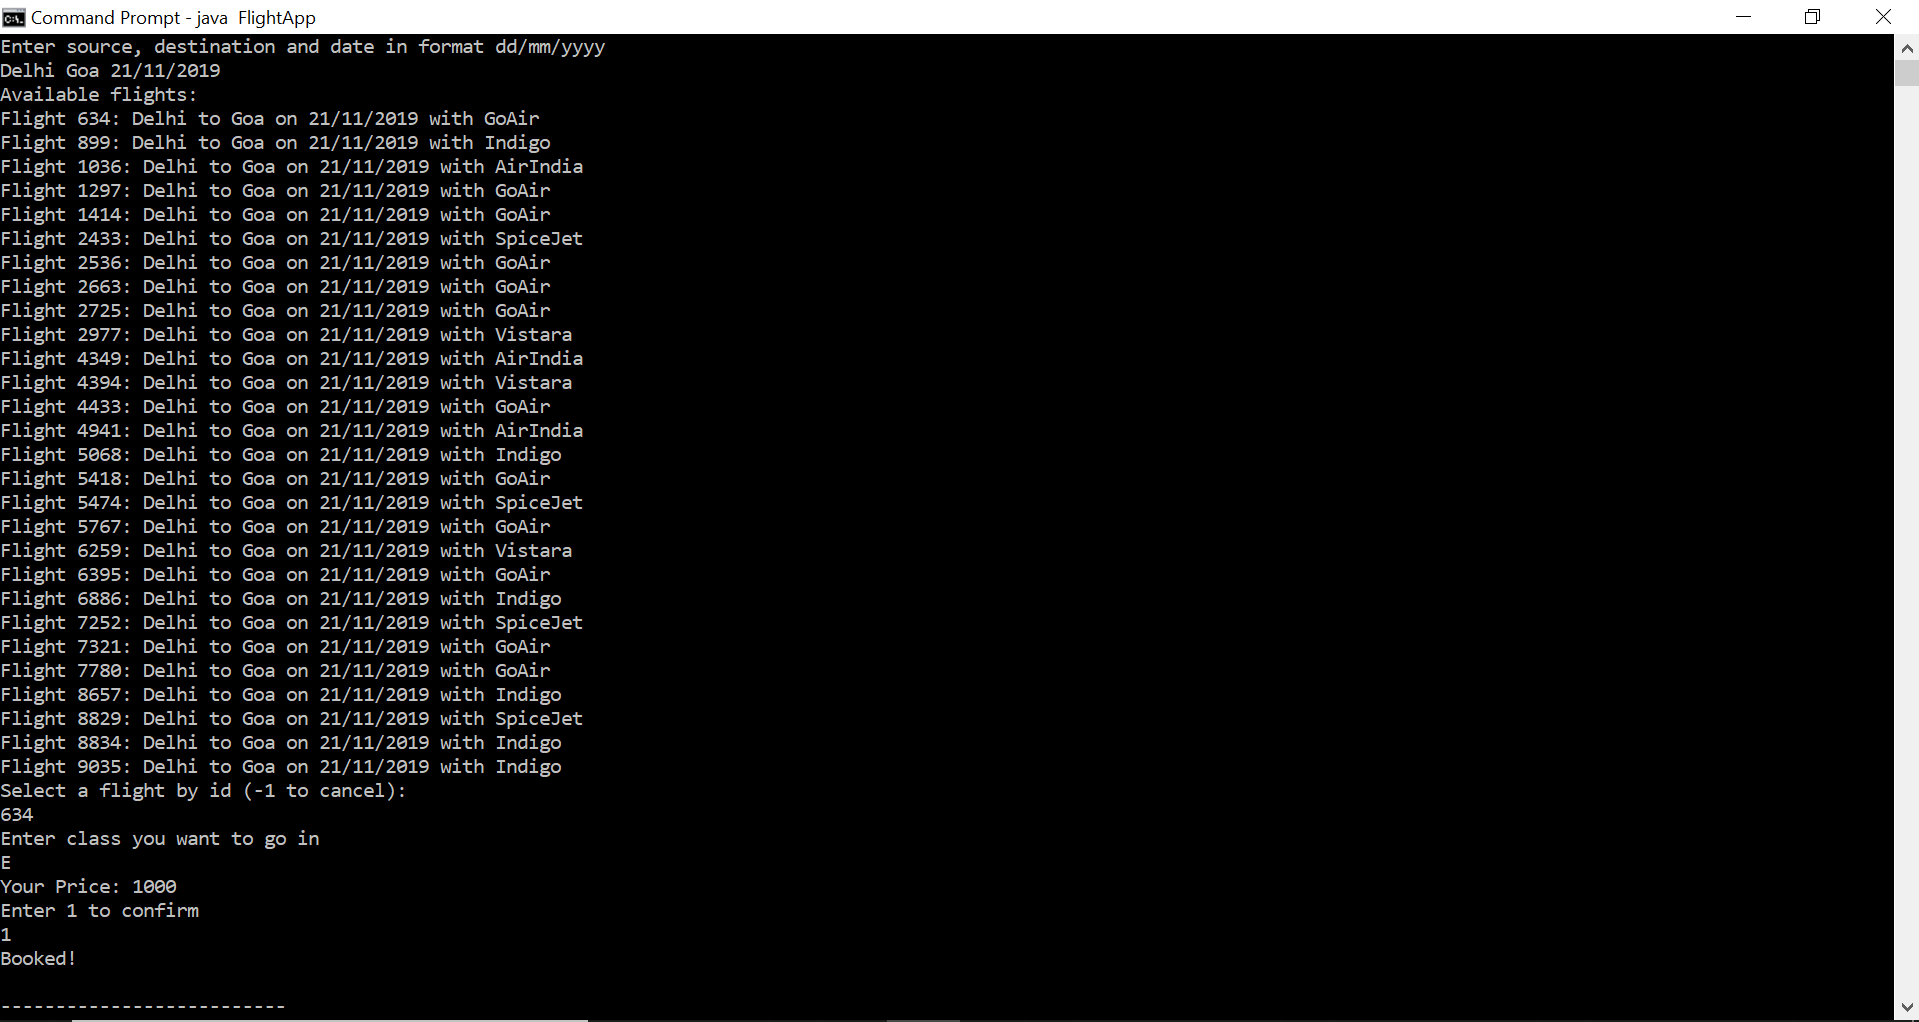 Command Prompt - java  FlightApp
Enter source, destination and date in format dd/mm/yyyy
Delhi Goa 21/11/2019
Available flights:
Flight 634: Delhi to Goa on 21/11/2019 with GoAir
Flight 899: Delhi to Goa on 21/11/2019 with Indigo
Flight 1036: Delhi to Goa on 21/11/2019 with AirIndia
Flight 1297: Delhi to Goa on 21/11/2019 with GoAir
Flight 1414: Delhi to Goa on 21/11/2019 with GoAir
Flight 2433: Delhi to Goa on 21/11/2019 with SpiceJet
Flight 2536: Delhi to Goa on 21/11/2019 with GoAir
Flight 2663: Delhi to Goa on 21/11/2019 with GoAir
Flight 2725: Delhi to Goa on 21/11/2019 with GoAir
Flight 2977: Delhi to Goa on 21/11/2019 with Vistara
Flight 4349: Delhi to Goa on 21/11/2019 with AirIndia
Flight 4394: Delhi to Goa on 21/11/2019 with Vistara
Flight 4433: Delhi to Goa on 21/11/2019 with GoAir
Flight 4941: Delhi to Goa on 21/11/2019 with AirIndia
Flight 5068: Delhi to Goa on 21/11/2019 with Indigo
Flight 5418: Delhi to Goa on 21/11/2019 with GoAir
Flight 5474: Delhi to Goa on 21/11/2019 with SpiceJet
Flight 5767: Delhi to Goa on 21/11/2019 with GoAir
Flight 6259: Delhi to Goa on 21/11/2019 with Vistara
Flight 6395: Delhi to Goa on 21/11/2019 with GoAir
Flight 6886: Delhi to Goa on 21/11/2019 with Indigo
Flight 7252: Delhi to Goa on 21/11/2019 with SpiceJet
Flight 7321: Delhi to Goa on 21/11/2019 with GoAir
Flight 7780: Delhi to Goa on 21/11/2019 with GoAir
Flight 8657: Delhi to Goa on 21/11/2019 with Indigo
Flight 8829: Delhi to Goa on 21/11/2019 with SpiceJet
Flight 8834: Delhi to Goa on 21/11/2019 with Indigo
Flight 9035: Delhi to Goa on 21/11/2019 with Indigo
Select a flight by id (-1 to cancel):
634
Enter class you want to go in
E
Your Price: 1000
Enter 1 to confirm
1
Booked!
--------------------------